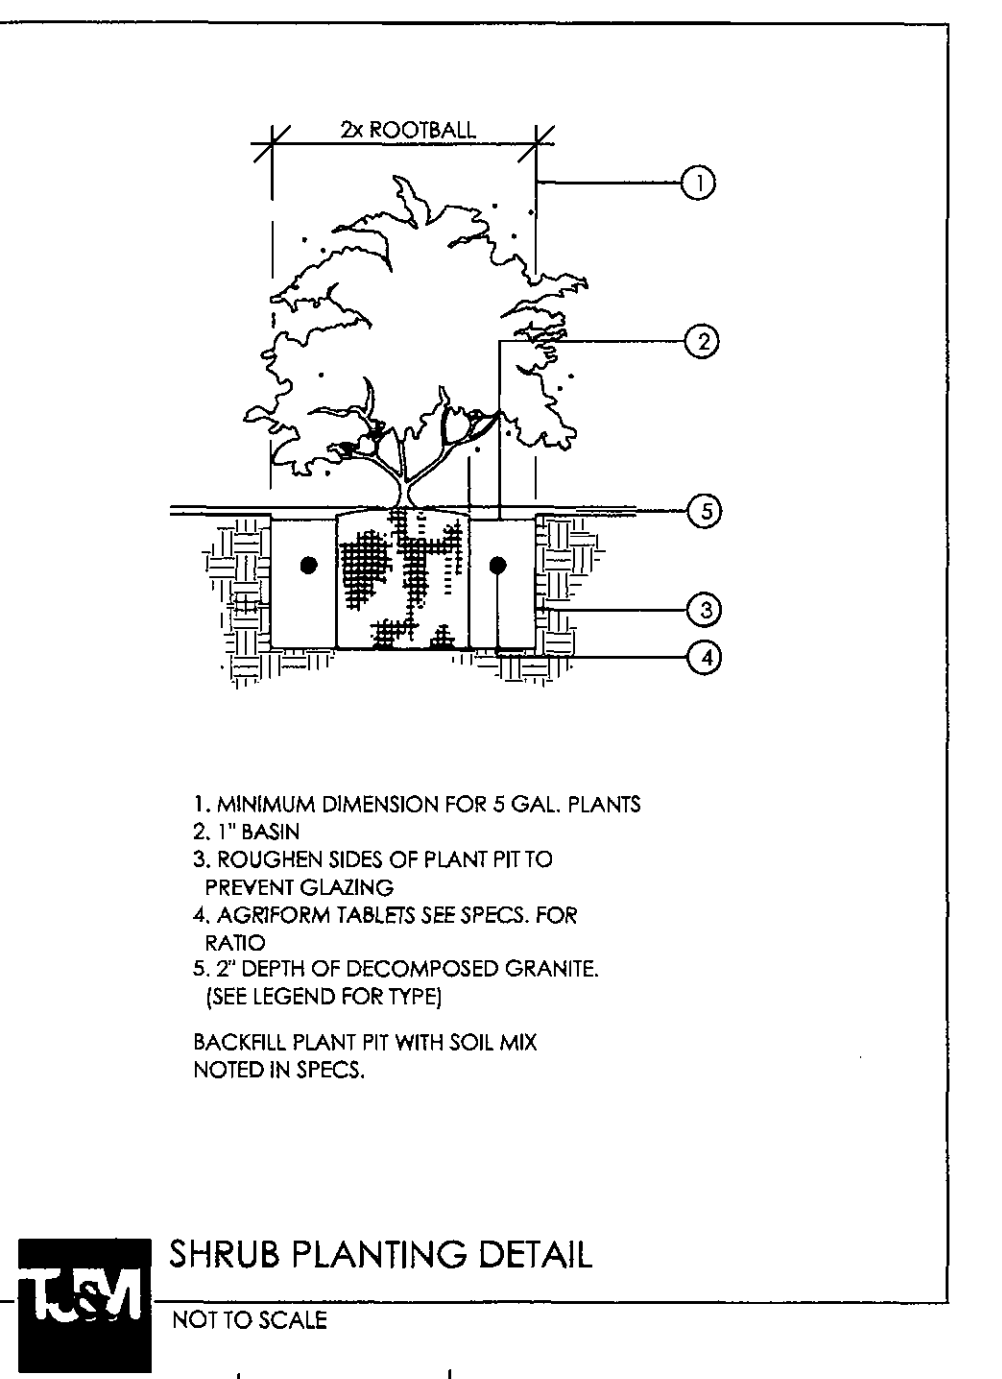 2x ROOTBALL
1
2
5
3
4
1. MINIMUM DIMENSION FOR 5 GAL. PLANTS
2. 1" BASIN
3. ROUGHEN SIDES OF PLANT PIT TO
PREVENT GLAZING
4. AGRIFORM TABLETS SEE SPECS. FOR
RATIO
5. 2" DEPTH OF DECOMPOSED GRANITE.
(SEE LEGEND FOR TYPE)
BACKFILL PLANT PIT WITH SOIL MIX
NOTED IN SPECS.
SHRUB PLANTING DETAIL
TJ&M
NOT TO SCALE